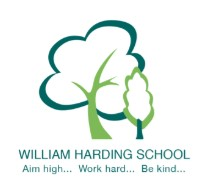 WILLIAM HARDING SCHOOL
Aim high... Work hard... Be kind...